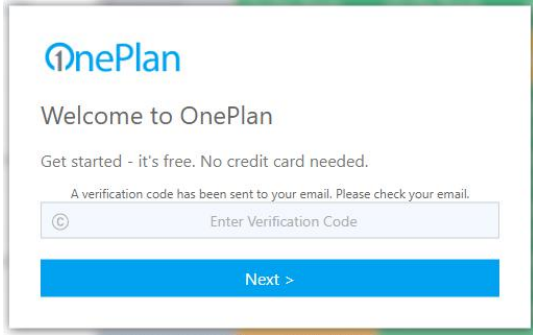 OnePlan
Welcome to OnePlan
Get started - it's free. No credit card needed.
A verification code has been sent to your email. Please check your email.
© Enter Verification Code
Next >